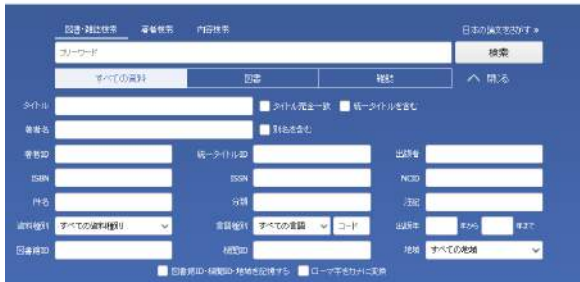 図書・雑誌検索 著者検索 内容検索 日本の論文をさがす »
フリーワード 検索
すべての資料 図書 雑誌 閉じる
タイトル タイトル完全一致 統一タイトルを含む
著者名 別名を含む
著者ID 統一タイトルID 出版者
ISBN ISSN NCID
件名 分類 注記
資料種別 すべての資料種別 言語種別 すべての言語 コード 出版年 年から 年まで
図書館ID 機関ID 地域 すべての地域
図書館ID・機関ID・地域を記憶する ローマ字をカナに変換